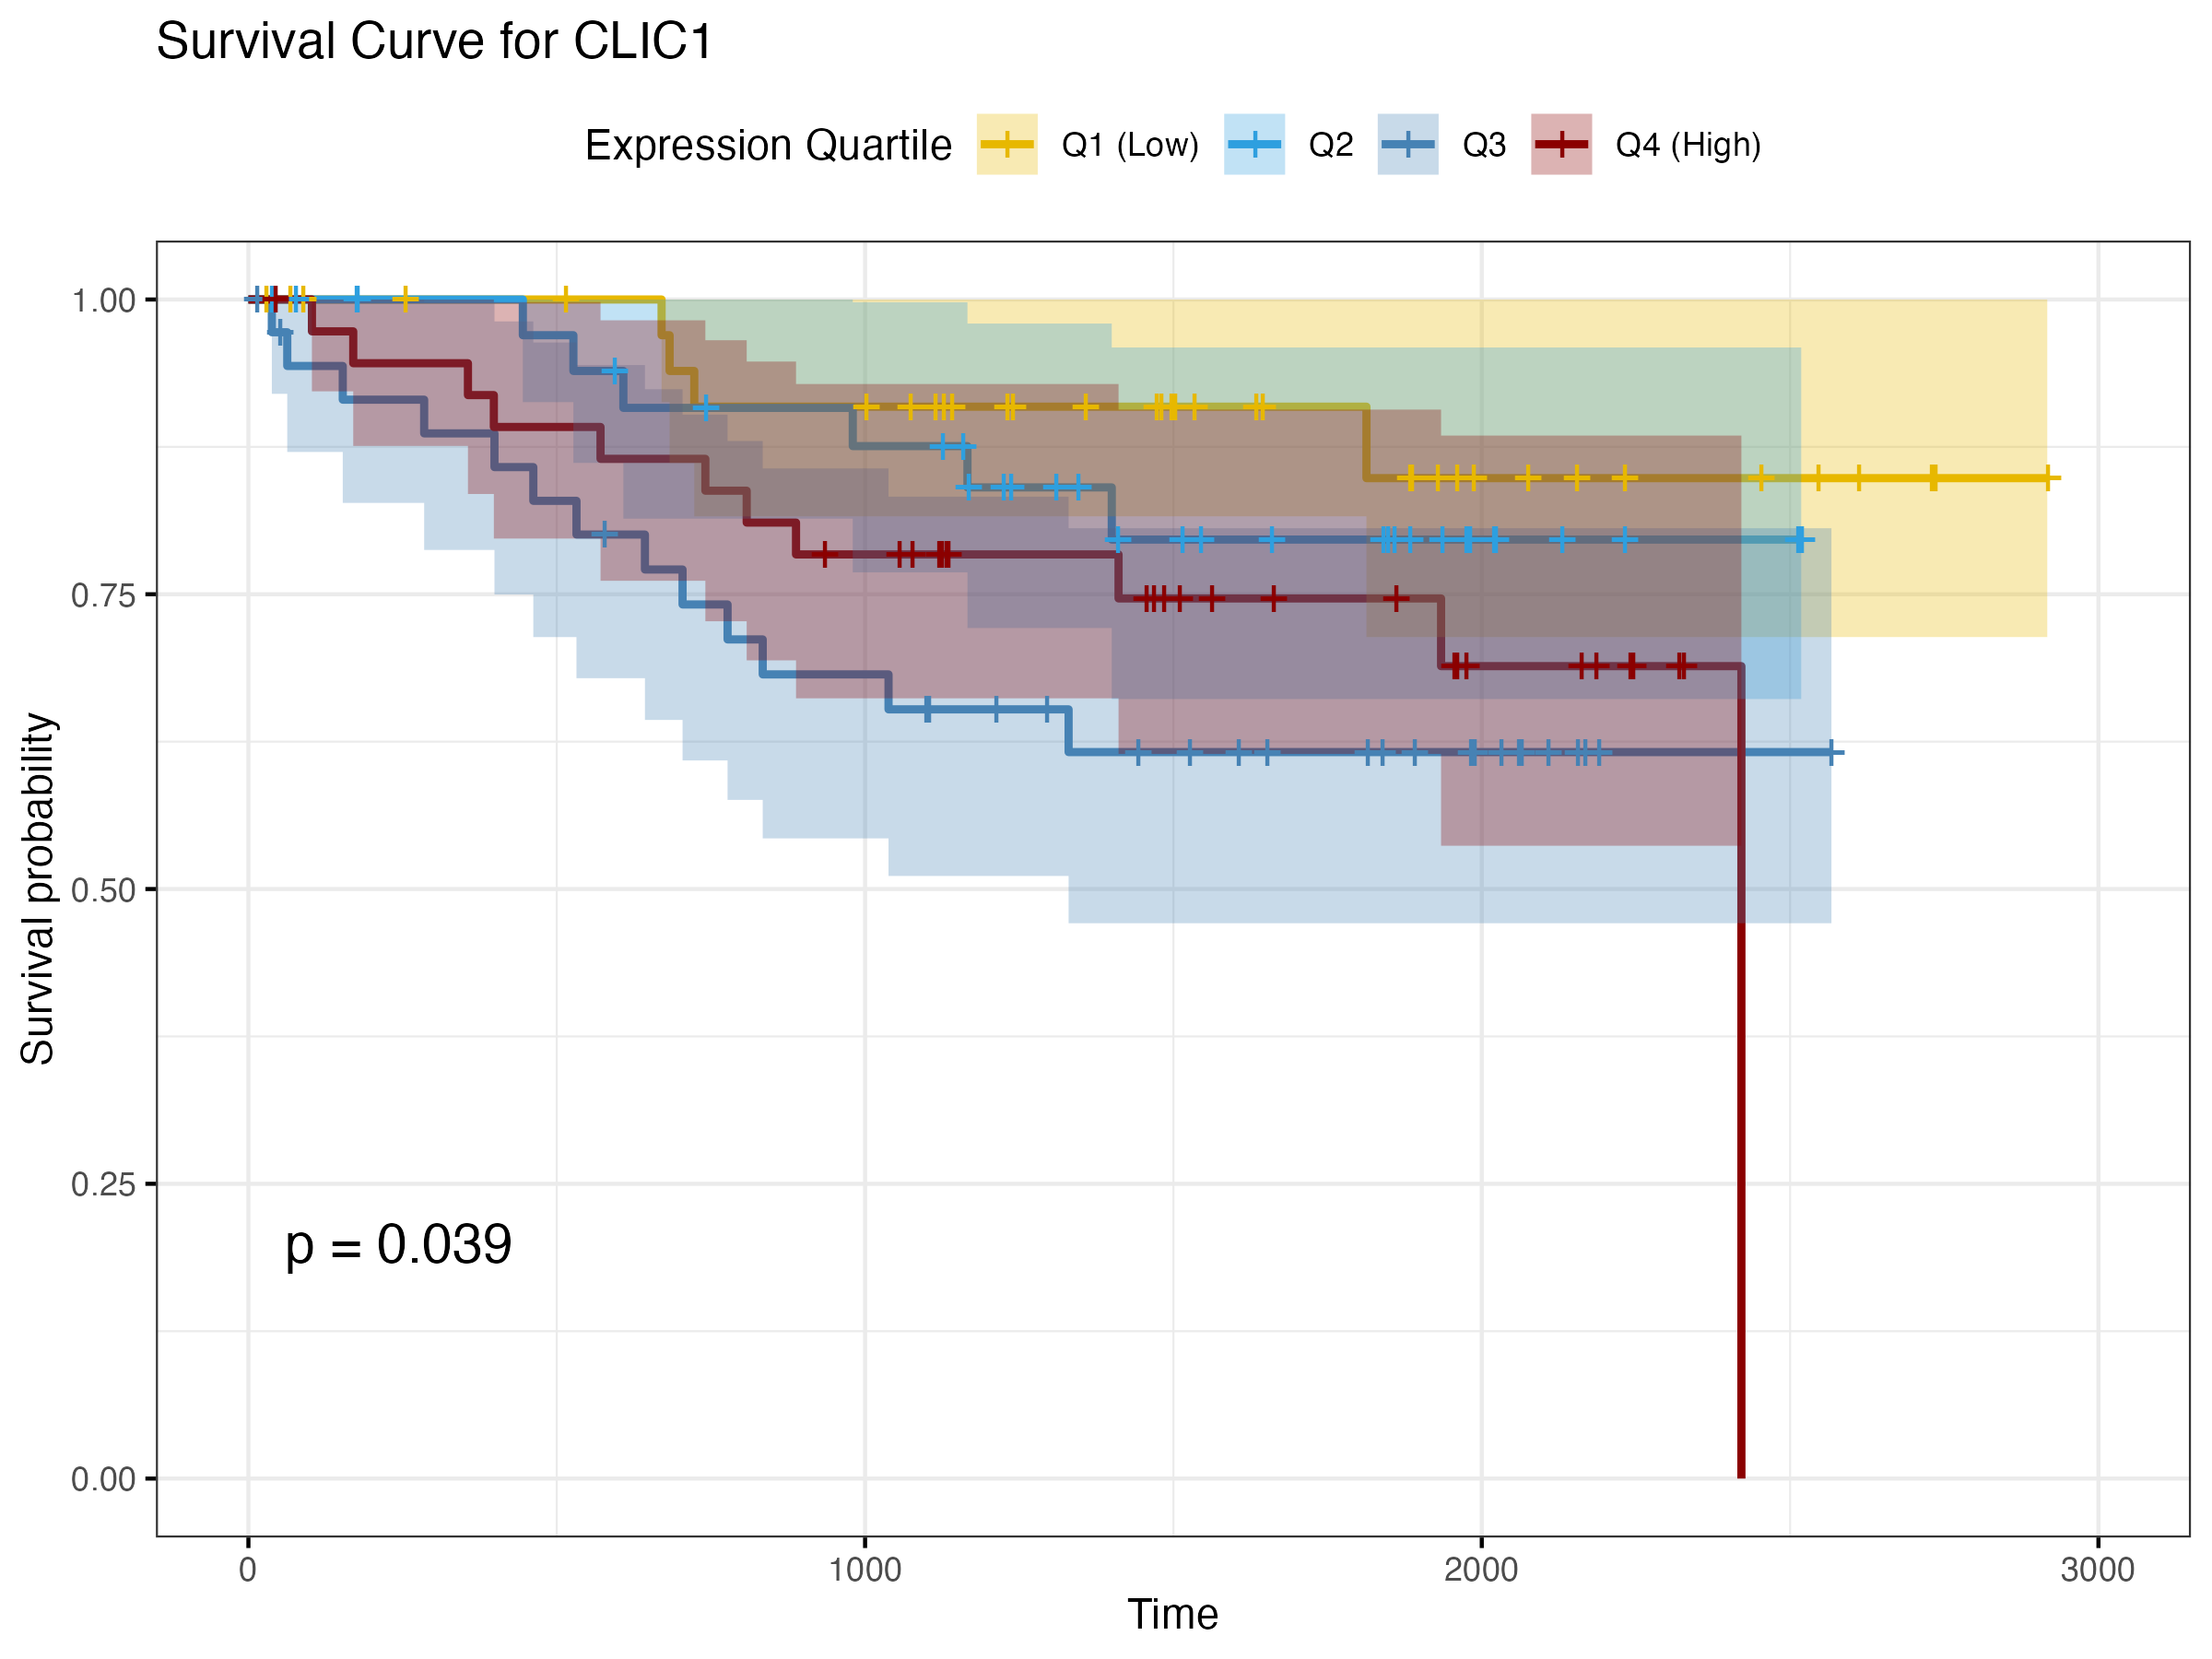 Survival Curve for CLIC1
Expression Quartile Q1 (Low) Q2 Q3 Q4 (High)
Survival probability
1.00
0.75
0.50
0.25
0.00
p = 0.039
0 1000 2000 3000
Time